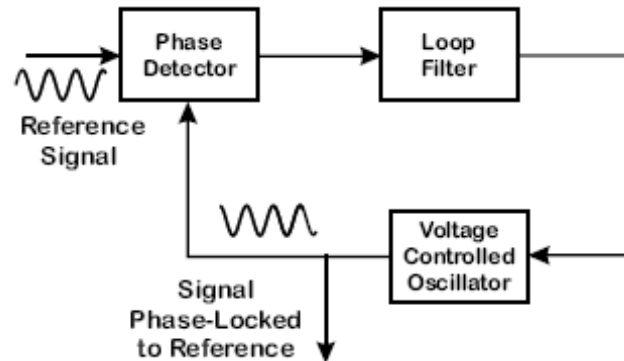 Phase
Detector
Loop
Filter
Reference
Signal
Voltage
Controlled
Oscillator
Signal
Phase-Locked
to Reference